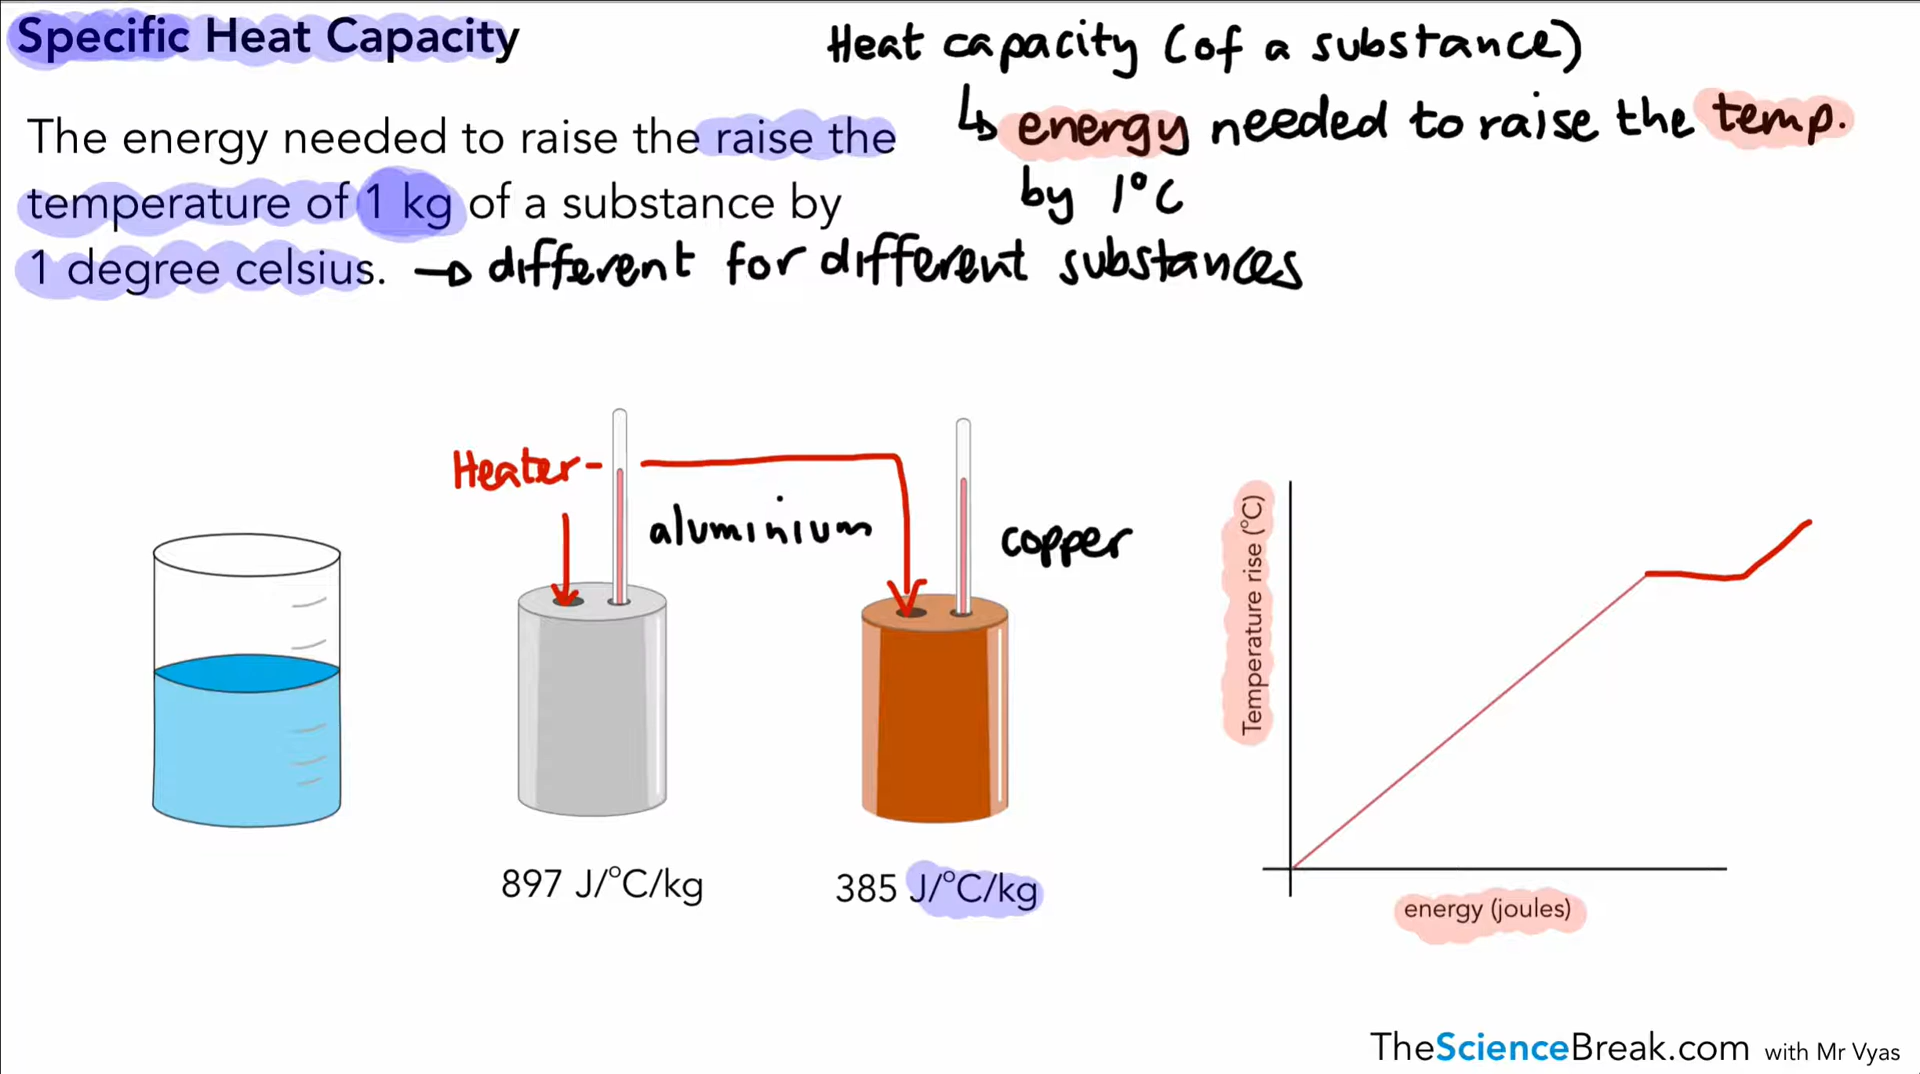 Specific Heat Capacity
The energy needed to raise the raise the
temperature of 1 kg of a substance by
1 degree celsius. → different for different substances
Heat capacity (of a substance)
↳ energy needed to raise the temp.
by 1°C
Heater-
aluminium
copper
897 J/°C/kg
385 J/°C/kg
Temperature rise (°C)
energy (joules)
TheScienceBreak.com with Mr Vyas